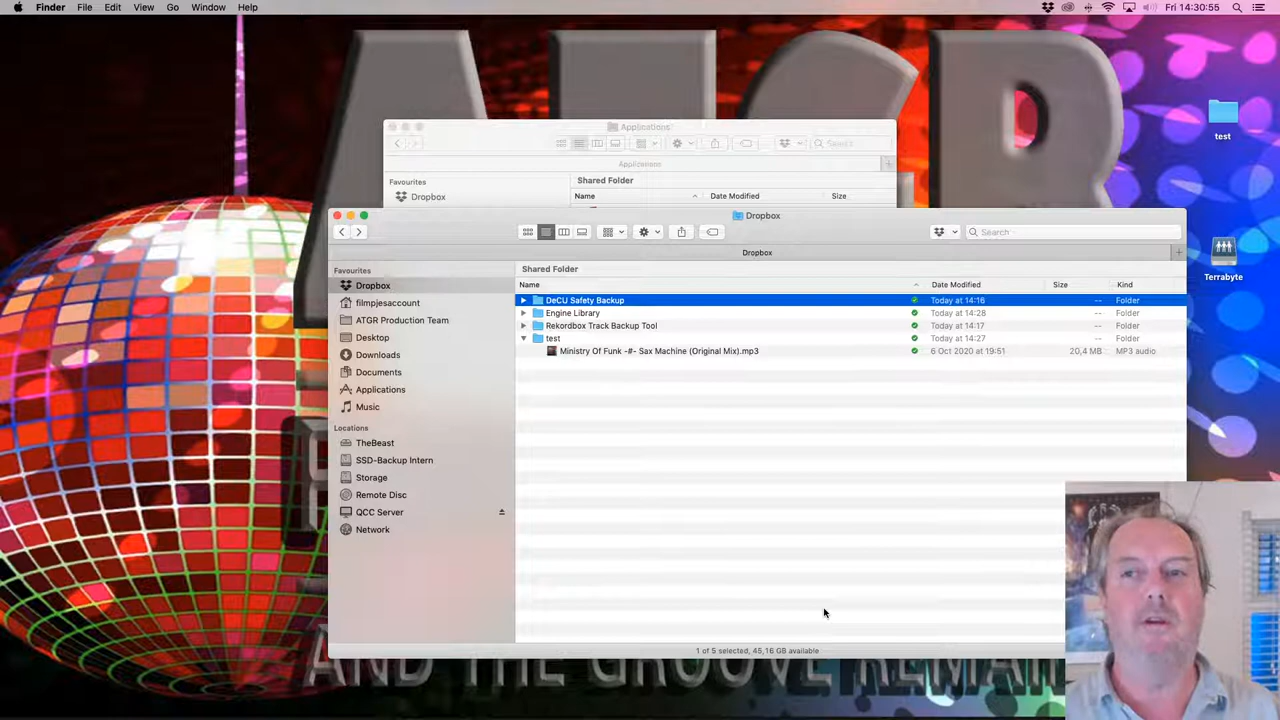 Finder File Edit View Go Window Help Fri 14:30:55
ATGR
test
Applications
Search
Applications
Favourites
Shared Folder
Dropbox
Name Date Modified Size
Dropbox
Search
Dropbox
Terrabyte
Favourites
Shared Folder
Dropbox
Name Date Modified Size Kind
filmpjesaccount
DeCU Safety Backup Today at 14:16 -- Folder
ATGR Production Team
Engine Library Today at 14:28 -- Folder
Desktop
Rekordbox Track Backup Tool Today at 14:17 -- Folder
Downloads
test Today at 14:27 -- Folder
Documents
Ministry Of Funk -#- Sax Machine (Original Mix).mp3 6 Oct 2020 at 19:51 20,4 MB MP3 audio
Applications
Music
Locations
TheBeast
SSD-Backup Intern
Storage
Remote Disc
QCC Server
Network
1 of 5 selected, 45,16 GB available
AND THE GROOVE REMAIN